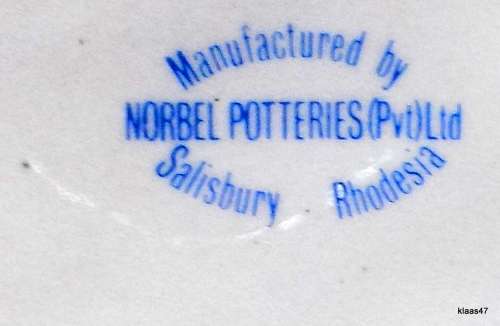 Manufactured by
NORBEL POTTERIES (Pvt) Ltd
Salisbury Rhodesia
klaas47